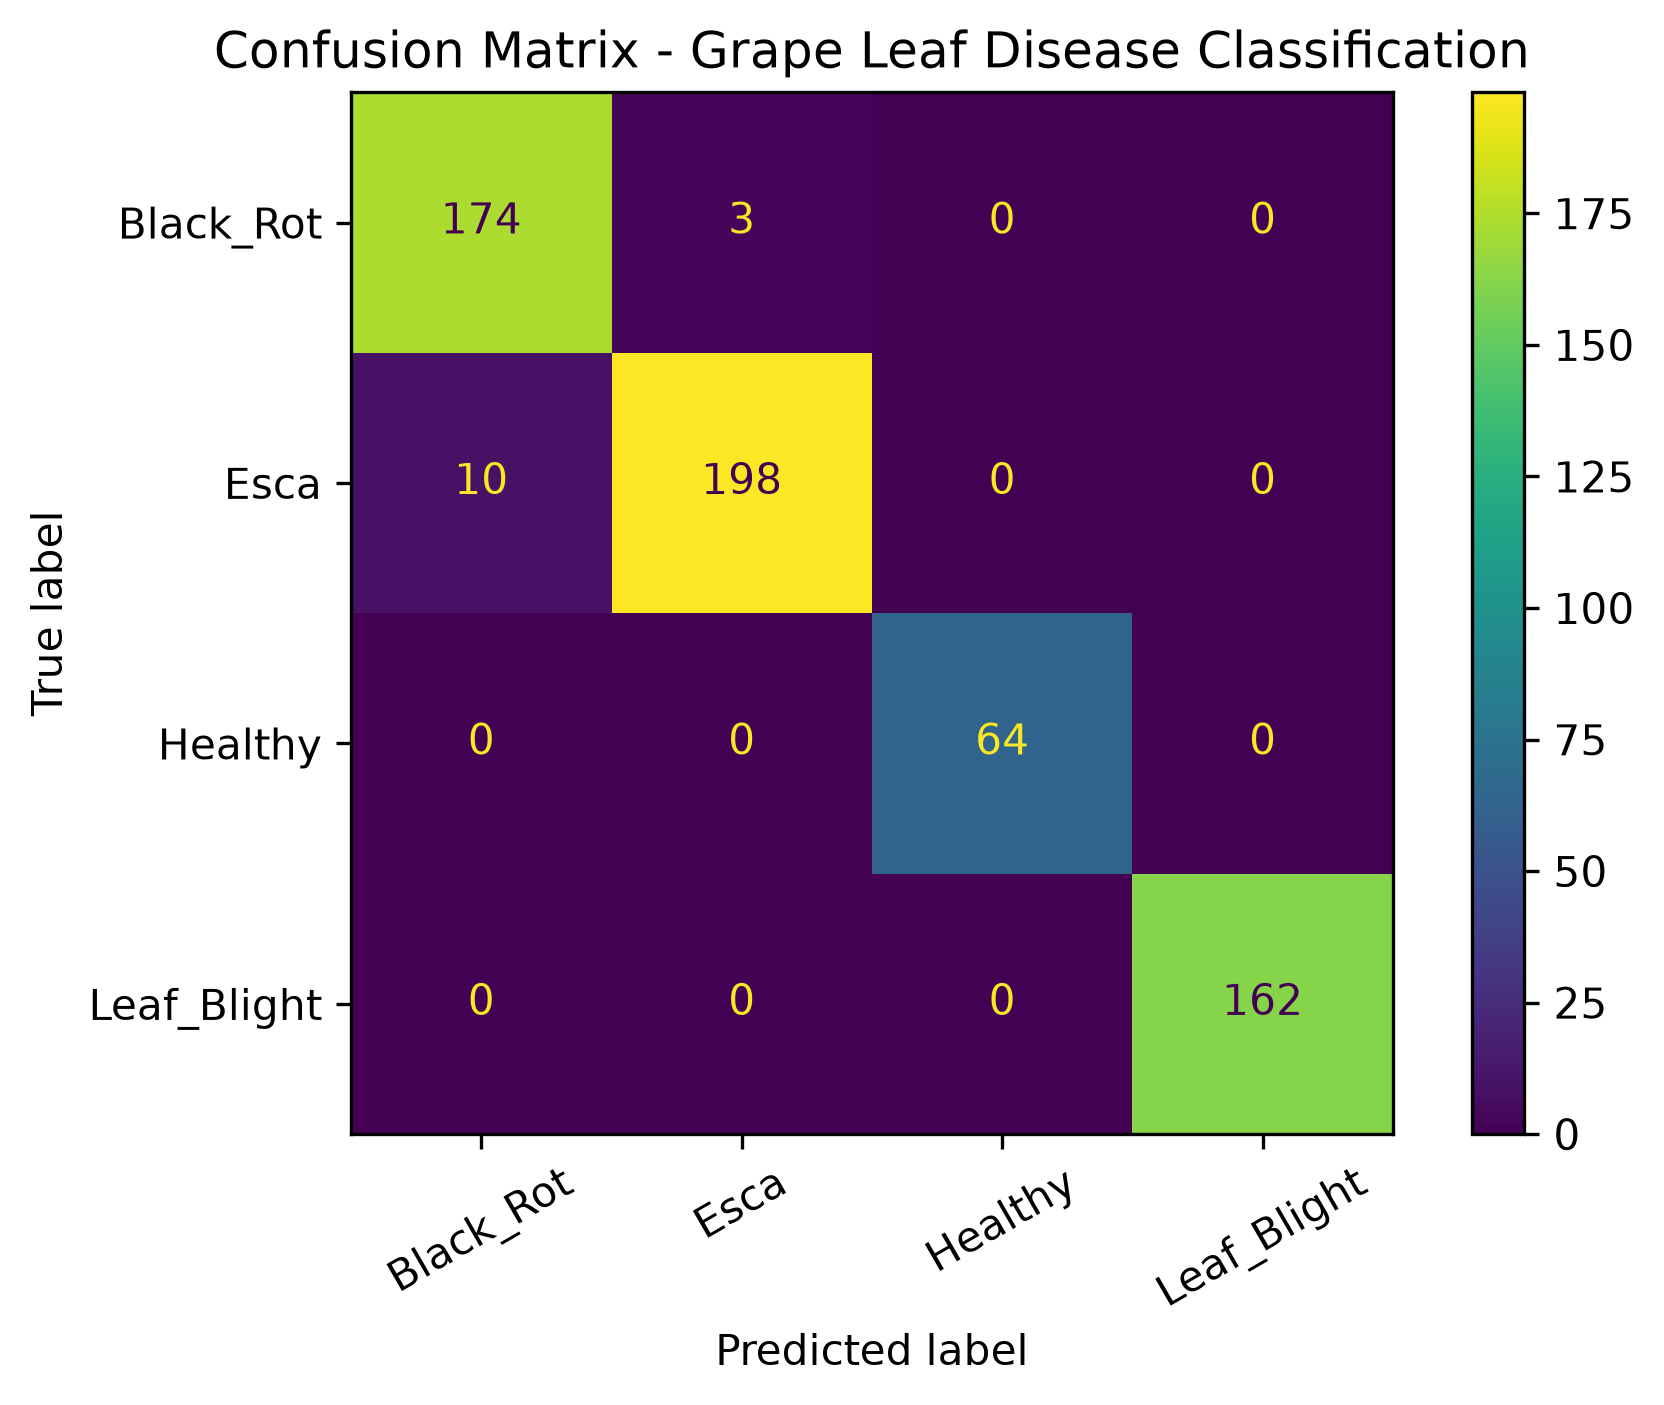 Confusion Matrix - Grape Leaf Disease Classification
Black_Rot 174 3 0 0
Esca 10 198 0 0
Healthy 0 0 64 0
Leaf_Blight 0 0 0 162
Black_Rot Esca Healthy Leaf_Blight
Predicted label
True label
175
150
125
100
75
50
25
0